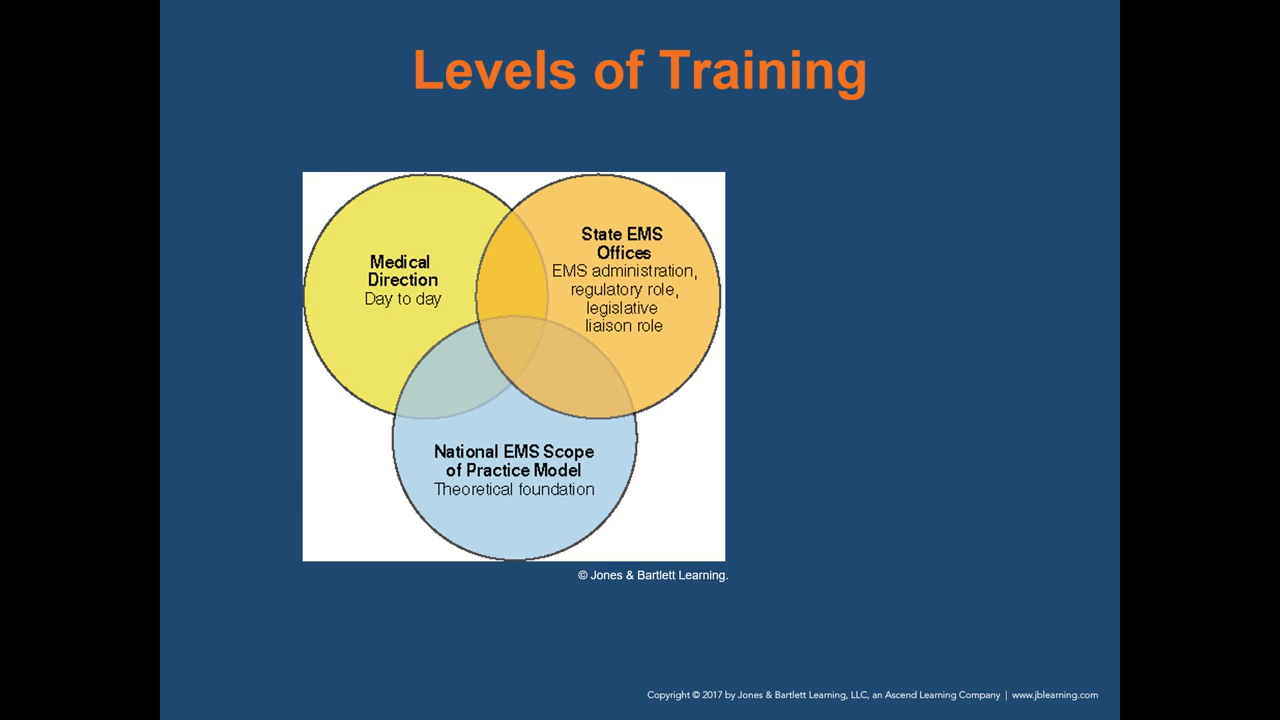 Levels of Training
Medical
Direction
Day to day
State EMS
Offices
EMS administration,
regulatory role,
legislative
liaison role
National EMS Scope
of Practice Model
Theoretical foundation
© Jones & Bartlett Learning.
Copyright © 2017 by Jones & Bartlett Learning, LLC, an Ascend Learning Company | www.jblearning.com